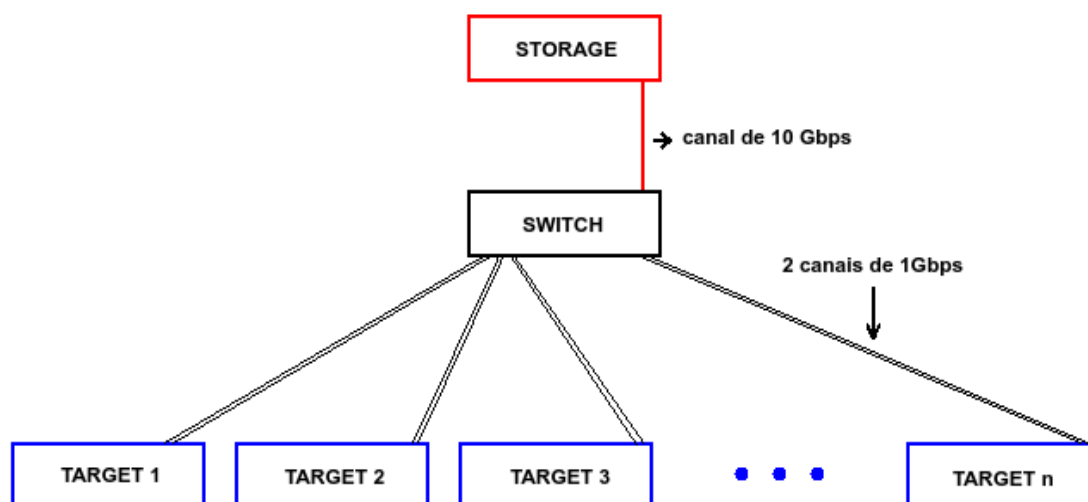 STORAGE
canal de 10 Gbps
SWITCH
2 canais de 1Gbps
TARGET 1
TARGET 2
TARGET 3
TARGET n